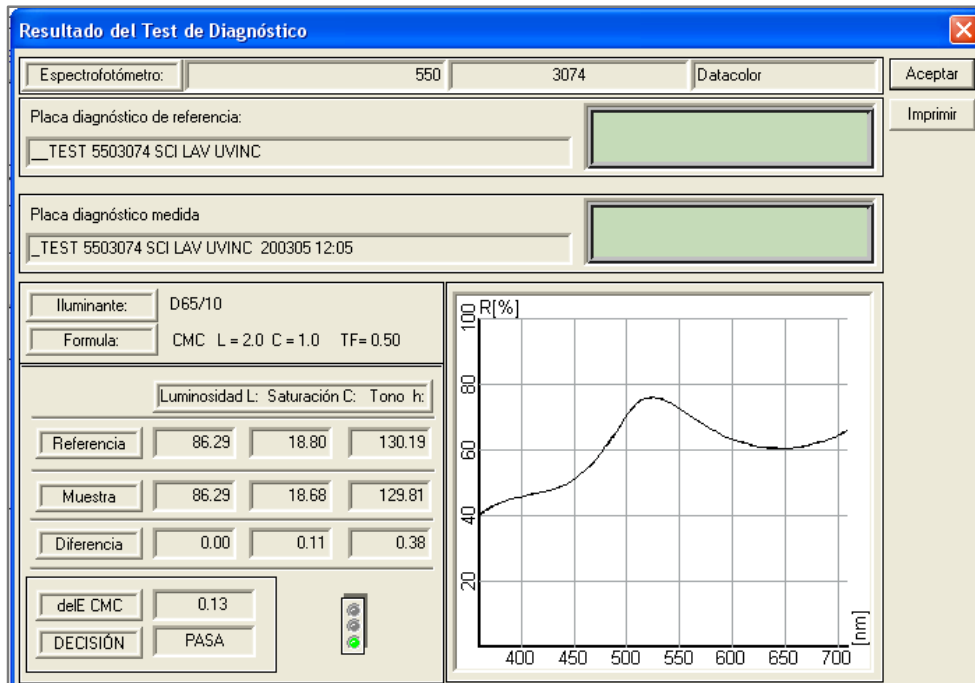 Resultado del Test de Diagnóstico
Espectrofotómetro: 550 3074 Datacolor Aceptar
Placa diagnóstico de referencia: Imprimir
__TEST 5503074 SCI LAV UVINC
Placa diagnóstico medida
_TEST 5503074 SCI LAV UVINC 200305 12:05
Iluminante: D65/10
Formula: CMC L = 2.0 C = 1.0 TF= 0.50
Luminosidad L: Saturación C: Tono h:
Referencia 86.29 18.80 130.19
Muestra 86.29 18.68 129.81
Diferencia 0.00 0.11 0.38
delE CMC 0.13
DECISIÓN PASA
R[%]
100
80
60
40
20
400 450 500 550 600 650 700
[nm]